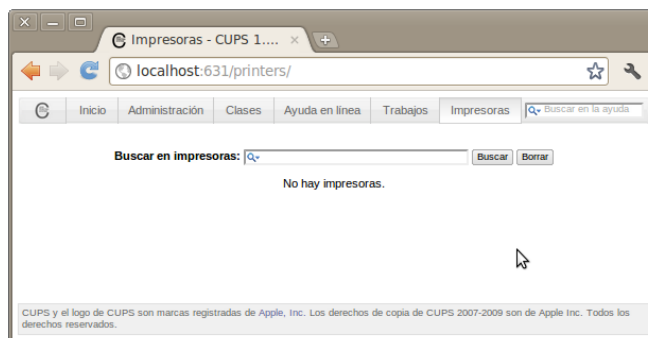 Impresoras - CUPS 1....
localhost:631/printers/
Inicio Administración Clases Ayuda en línea Trabajos Impresoras Buscar en la ayuda
Buscar en impresoras: Buscar Borrar
No hay impresoras.
CUPS y el logo de CUPS son marcas registradas de Apple, Inc. Los derechos de copia de CUPS 2007-2009 son de Apple Inc. Todos los
derechos reservados.